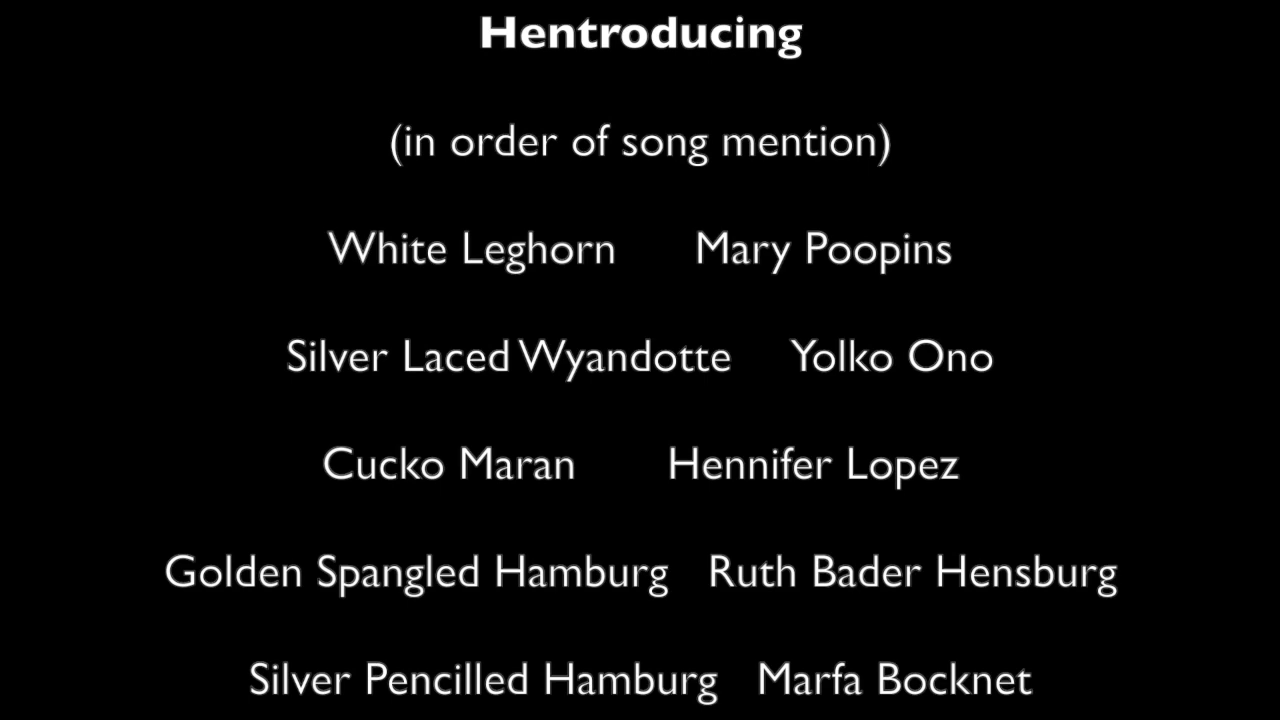 Hentroducing
(in order of song mention)
White Leghorn Mary Poopins
Silver Laced Wyandotte Yolko Ono
Cucko Maran Hennifer Lopez
Golden Spangled Hamburg Ruth Bader Hensburg
Silver Pencilled Hamburg Marfa Bocknet